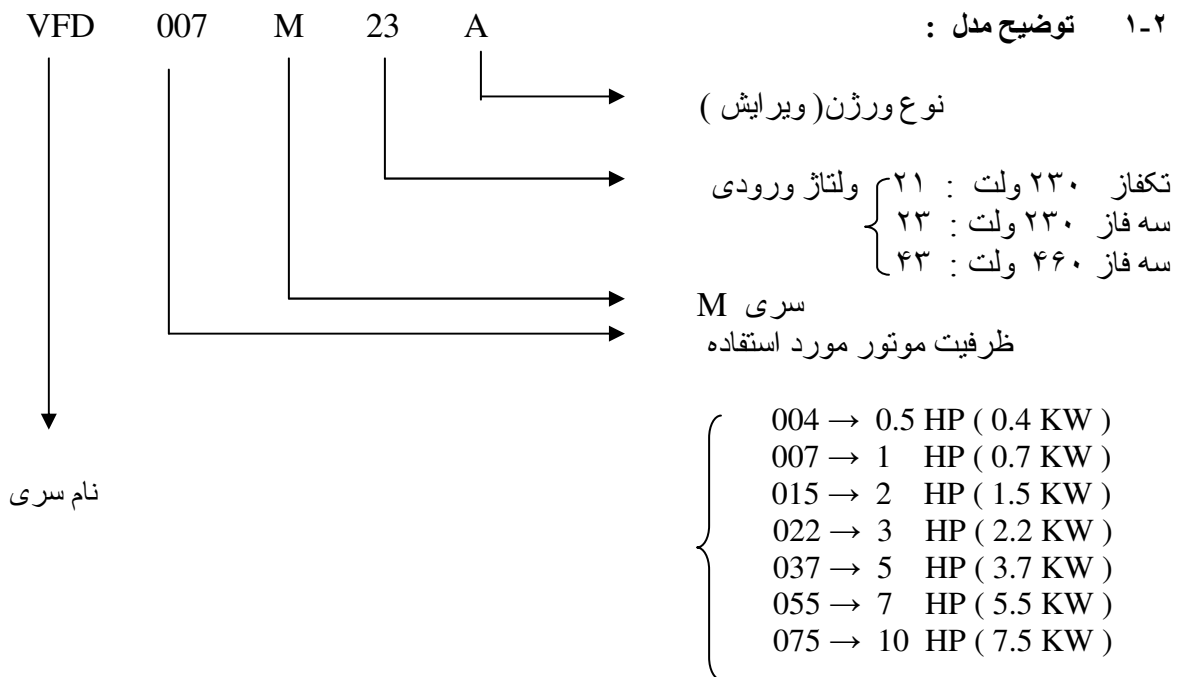 VFD 007 M 23 A
۱-۲ توضیح مدل :
نوع ورژن( ویرایش )
ولتاژ ورودی
تکفاز ۲۳۰ ولت : ۲۱
سه فاز ۲۳۰ ولت : ۲۳
سه فاز ۴۶۰ ولت : ۴۳
سری M
ظرفیت موتور مورد استفاده
004 → 0.5 HP ( 0.4 KW )
007 → 1 HP ( 0.7 KW )
015 → 2 HP ( 1.5 KW )
022 → 3 HP ( 2.2 KW )
037 → 5 HP ( 3.7 KW )
055 → 7 HP ( 5.5 KW )
075 → 10 HP ( 7.5 KW )
نام سری